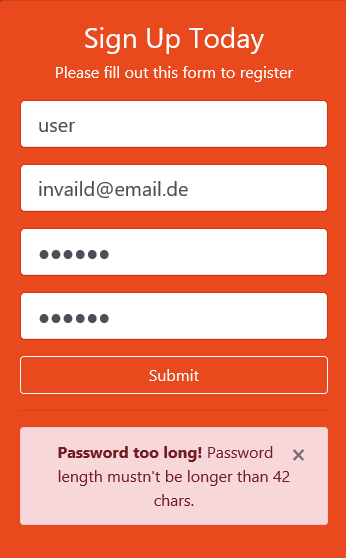 Sign Up Today
Please fill out this form to register
user
invaild@email.de
●●●●●●
●●●●●●
Submit
Password too long! Password ×
length mustn't be longer than 42
chars.